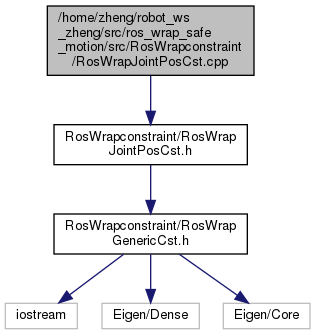 /home/zheng/robot_ws
_zheng/src/ros_wrap_safe
_motion/src/RosWrapconstraint
/RosWrapJointPosCst.cpp
RosWrapconstraint/RosWrap
JointPosCst.h
RosWrapconstraint/RosWrap
GenericCst.h
iostream
Eigen/Dense
Eigen/Core